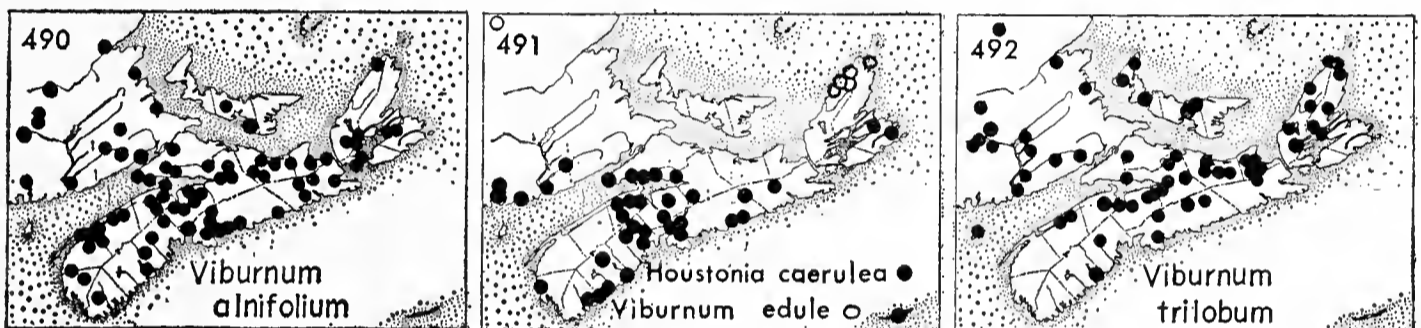 490
Viburnum
alnifolium
491
Houstonia caerulea ●
Viburnum edule ○
492
Viburnum
trilobum